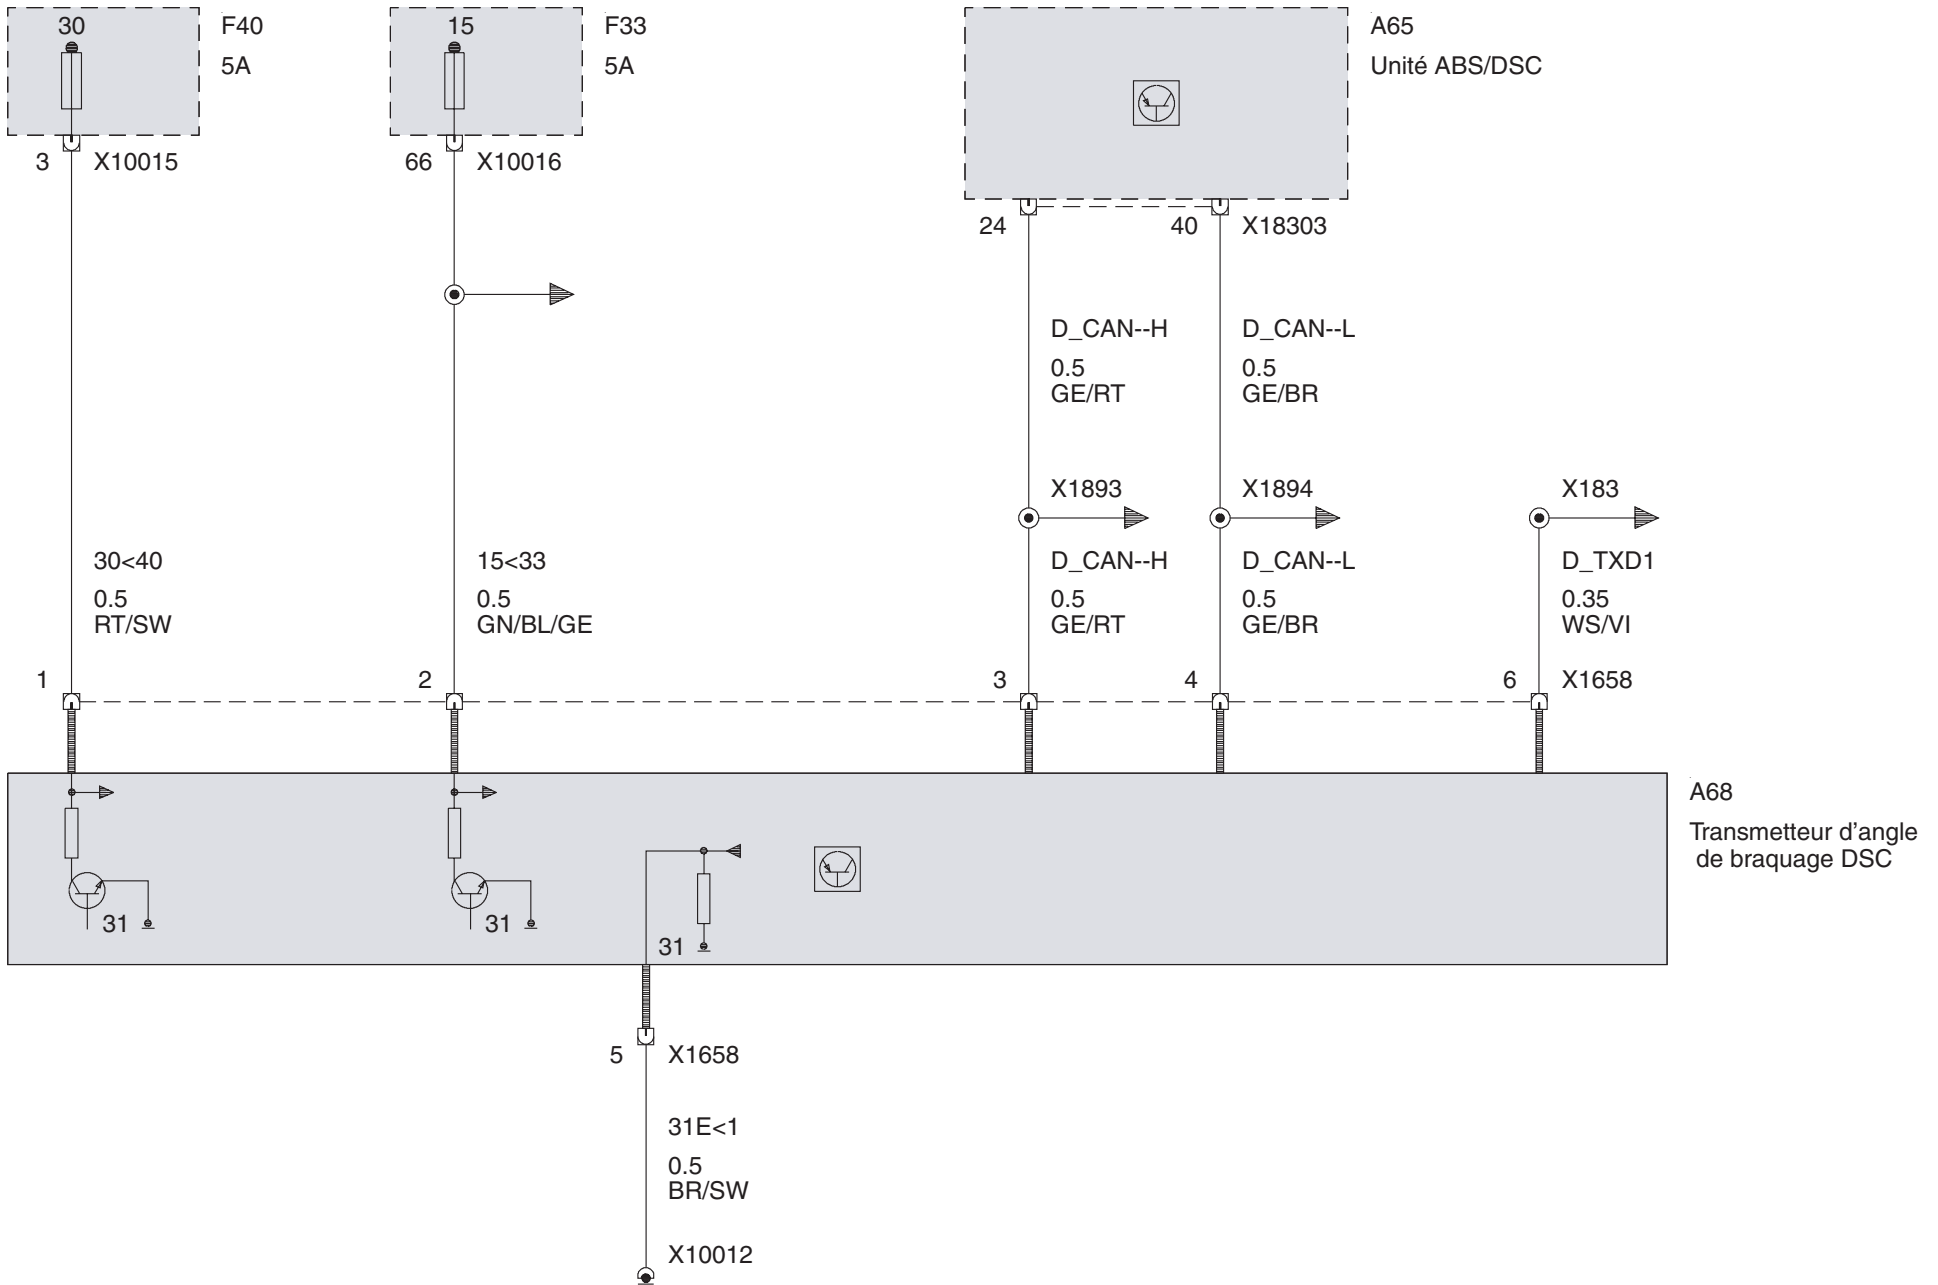 30
F40
5A
3
X10015
15
F33
5A
66
X10016
A65
Unité ABS/DSC
24
40
X18303
D_CAN--H
0.5
GE/RT
D_CAN--L
0.5
GE/BR
X1893
X1894
X183
30<40
0.5
RT/SW
15<33
0.5
GN/BL/GE
D_CAN--H
0.5
GE/RT
D_CAN--L
0.5
GE/BR
D_TXD1
0.35
WS/VI
1
2
3
4
6
X1658
A68
Transmetteur d'angle
de braquage DSC
31
31
31
5
X1658
31E<1
0.5
BR/SW
X10012